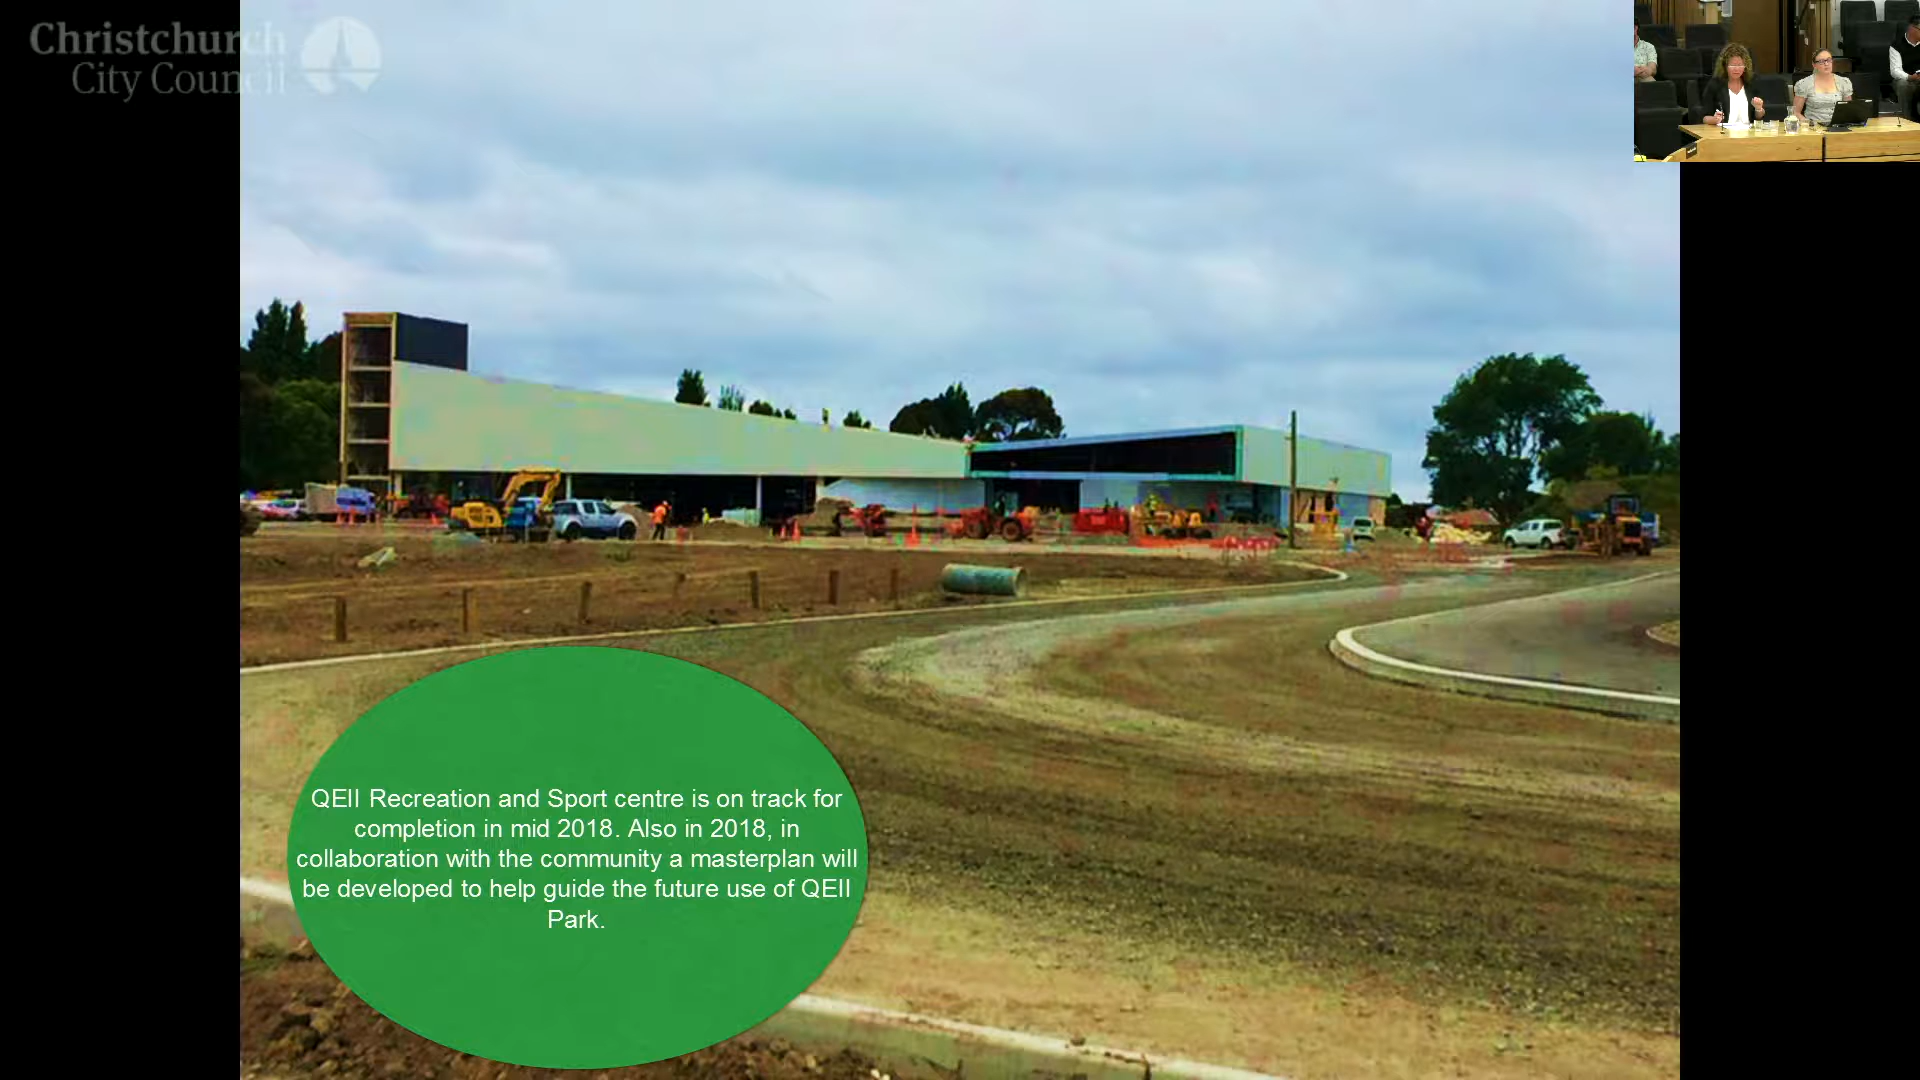 Christchurch
City Council
QEII Recreation and Sport centre is on track for
completion in mid 2018. Also in 2018, in
collaboration with the community a masterplan will
be developed to help guide the future use of QEII
Park.